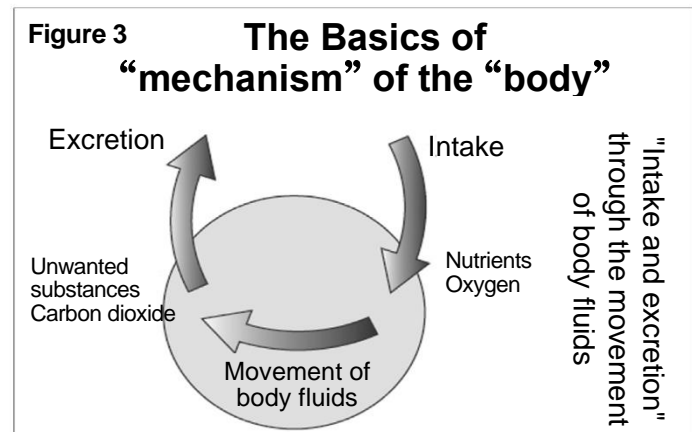 Figure 3
The Basics of
“mechanism” of the “body”
Excretion
Intake
Unwanted
substances
Carbon dioxide
Nutrients
Oxygen
Movement of
body fluids
"Intake and excretion"
through the movement
of body fluids